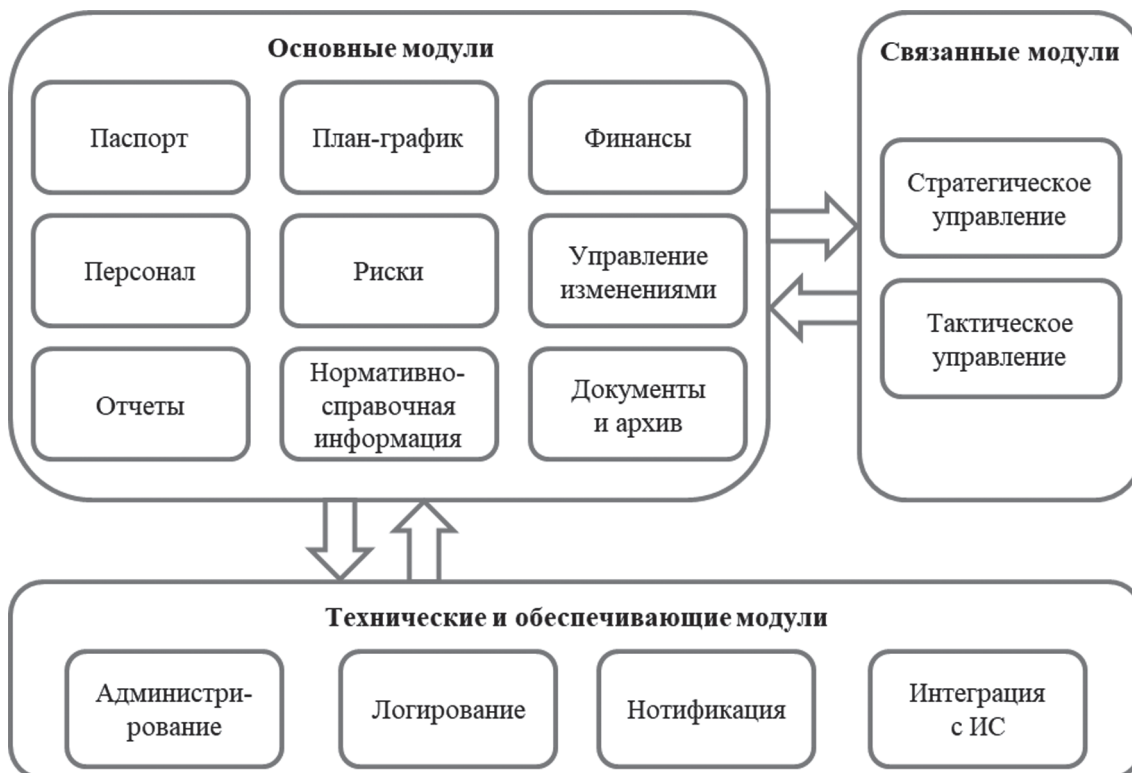 Основные модули
Паспорт
План-график
Финансы
Персонал
Риски
Управление
изменениями
Отчеты
Нормативно-
справочная
информация
Документы
и архив
Связанные модули
Стратегическое
управление
Тактическое
управление
Технические и обеспечивающие модули
Администри-
рование
Логирование
Нотификация
Интеграция
с ИС